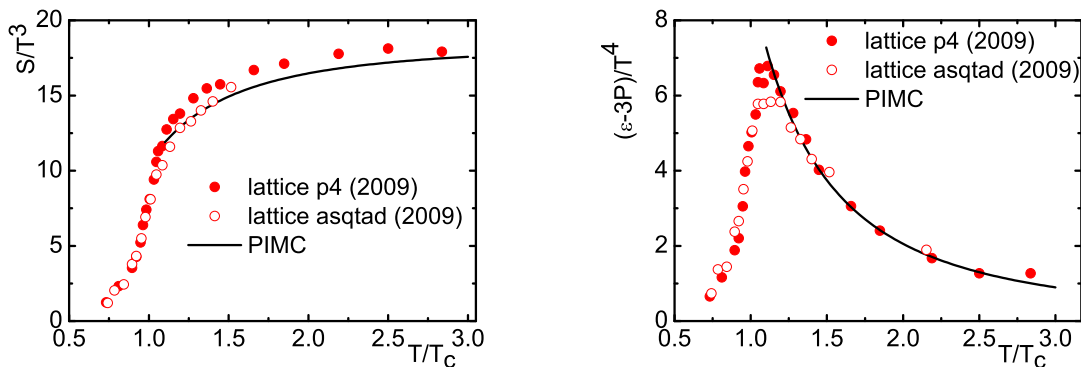 S/T³
20
15
10
5
0
0.5 1.0 1.5 2.0 2.5 3.0
T/T_C
lattice p4 (2009)
lattice asqtad (2009)
PIMC
(ε-3P)/T⁴
8
6
4
2
0
0.5 1.0 1.5 2.0 2.5 3.0
T/T_C
lattice p4 (2009)
lattice asqtad (2009)
PIMC